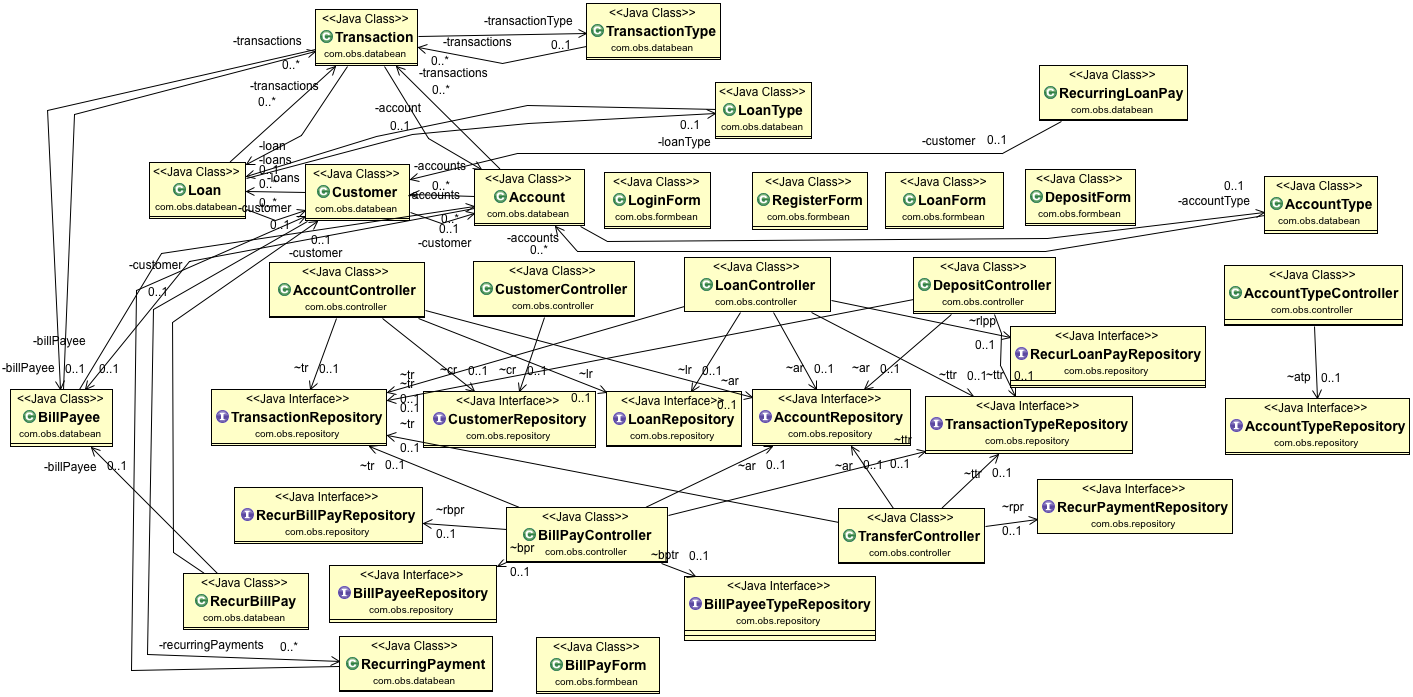 <<Java Class>>
Transaction
com.obs.databean
<<Java Class>>
TransactionType
com.obs.databean
-transactionType
0..1
-transactions
0..*
-transactions
0..*
-transactions
0..*
-transactions
0..*
-account
0..1
<<Java Class>>
LoanType
com.obs.databean
<<Java Class>>
RecurringLoanPay
com.obs.databean
0..1
-loanType
-customer
0..1
-loan
-loans
0..1
-loans
0..*
0..*
<<Java Class>>
Loan
com.obs.databean
<<Java Class>>
Customer
com.obs.databean
-accounts
0..*
-accounts
0..*
<<Java Class>>
Account
com.obs.databean
<<Java Class>>
LoginForm
com.obs.formbean
<<Java Class>>
RegisterForm
com.obs.formbean
<<Java Class>>
LoanForm
com.obs.formbean
<<Java Class>>
DepositForm
com.obs.formbean
0..1
-accountType
<<Java Class>>
AccountType
com.obs.databean
-customer
0..1
0..1
-customer
0..1
-customer
-accounts
0..*
-customer
0..1
<<Java Class>>
AccountController
com.obs.controller
<<Java Class>>
CustomerController
com.obs.controller
<<Java Class>>
LoanController
com.obs.controller
<<Java Class>>
DepositController
com.obs.controller
<<Java Class>>
AccountTypeController
com.obs.controller
~rlpp
0..1
<<Java Interface>>
RecurLoanPayRepository
com.obs.repository
-billPayee
0..1
-billPayee
0..1
~tr
0..1
~tr
~tr
0..1
0..1
~cr
0..1
~cr
0..1
~lr
0..1
~lr
0..1
~ar
0..1
~ar
0..1
~ar
0..1
~ttr
0..1
~ttr
0..1
~atp
0..1
<<Java Class>>
BillPayee
com.obs.databean
<<Java Interface>>
TransactionRepository
com.obs.repository
<<Java Interface>>
CustomerRepository
com.obs.repository
<<Java Interface>>
LoanRepository
com.obs.repository
<<Java Interface>>
AccountRepository
com.obs.repository
<<Java Interface>>
TransactionTypeRepository
com.obs.repository
<<Java Interface>>
AccountTypeRepository
com.obs.repository
~tr
0..1
~ttr
0..1
-billPayee
0..1
~tr
0..1
~ar
0..1
~ar
0..1
~ttr
0..1
<<Java Interface>>
RecurBillPayRepository
com.obs.repository
~rbpr
0..1
<<Java Class>>
BillPayController
com.obs.controller
<<Java Class>>
TransferController
com.obs.controller
~rpr
0..1
<<Java Interface>>
RecurPaymentRepository
com.obs.repository
~bpr
0..1
~bptr
0..1
<<Java Class>>
RecurBillPay
com.obs.databean
<<Java Interface>>
BillPayeeRepository
com.obs.repository
<<Java Interface>>
BillPayeeTypeRepository
com.obs.repository
-recurringPayments
0..*
<<Java Class>>
RecurringPayment
com.obs.databean
<<Java Class>>
BillPayForm
com.obs.formbean